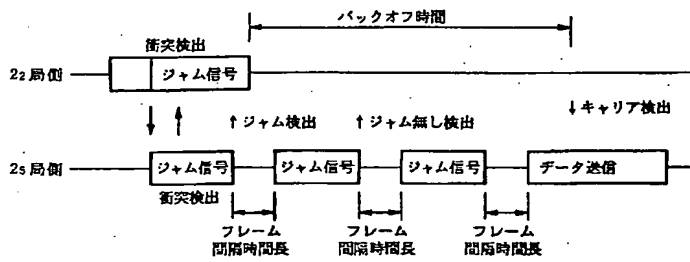 バックオフ時間
衝突検出
2₂局側
ジャム信号
↓キャリア検出
↑ジャム検出
↑ジャム無し検出
2₅局側
ジャム信号
ジャム信号
ジャム信号
データ送信
衝突検出
フレーム
間隔時間長
フレーム
間隔時間長
フレーム
間隔時間長